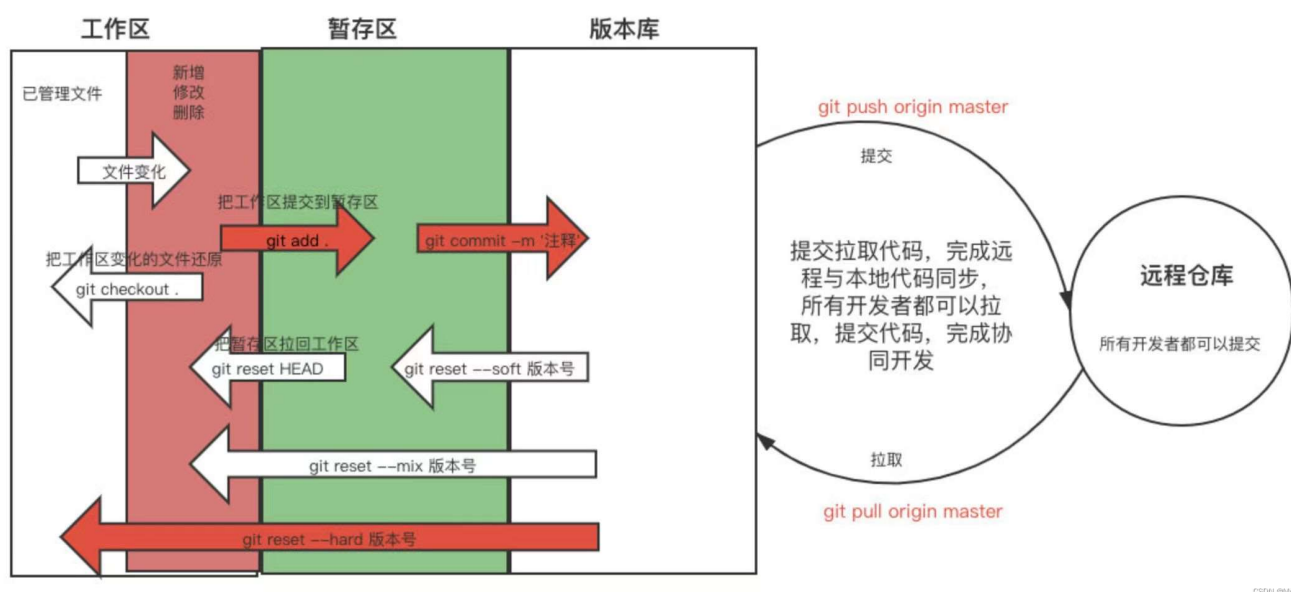 工作区
暂存区
版本库
已管理文件
新增
修改
删除
文件变化
把工作区提交到暂存区
git add .
git commit –m '注释'
把工作区变化的文件还原
git checkout .
把暂存区拉回工作区
git reset HEAD
git reset ––soft 版本号
git reset ––mix 版本号
git reset ––hard 版本号
git push origin master
提交
提交拉取代码，完成远
程与本地代码同步，
所有开发者都可以拉
取，提交代码，完成协
同开发
远程仓库
所有开发者都可以提交
拉取
git pull origin master